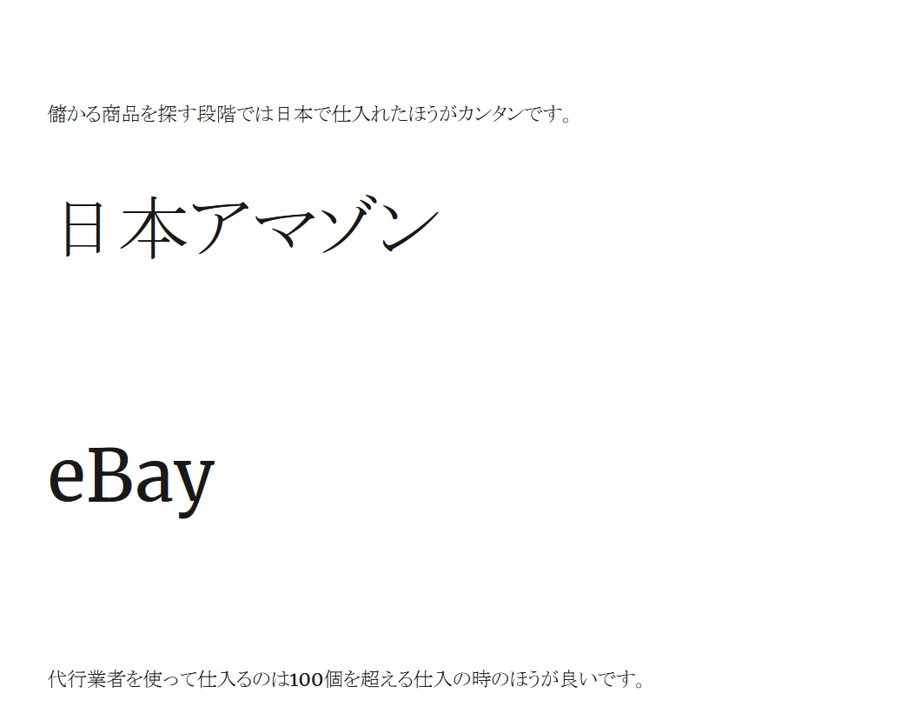 儲かる商品を探す段階では日本で仕入れたほうがカンタンです。
日本アマゾン
eBay
代行業者を使って仕入るのは100個を超える仕入の時のほうが良いです。